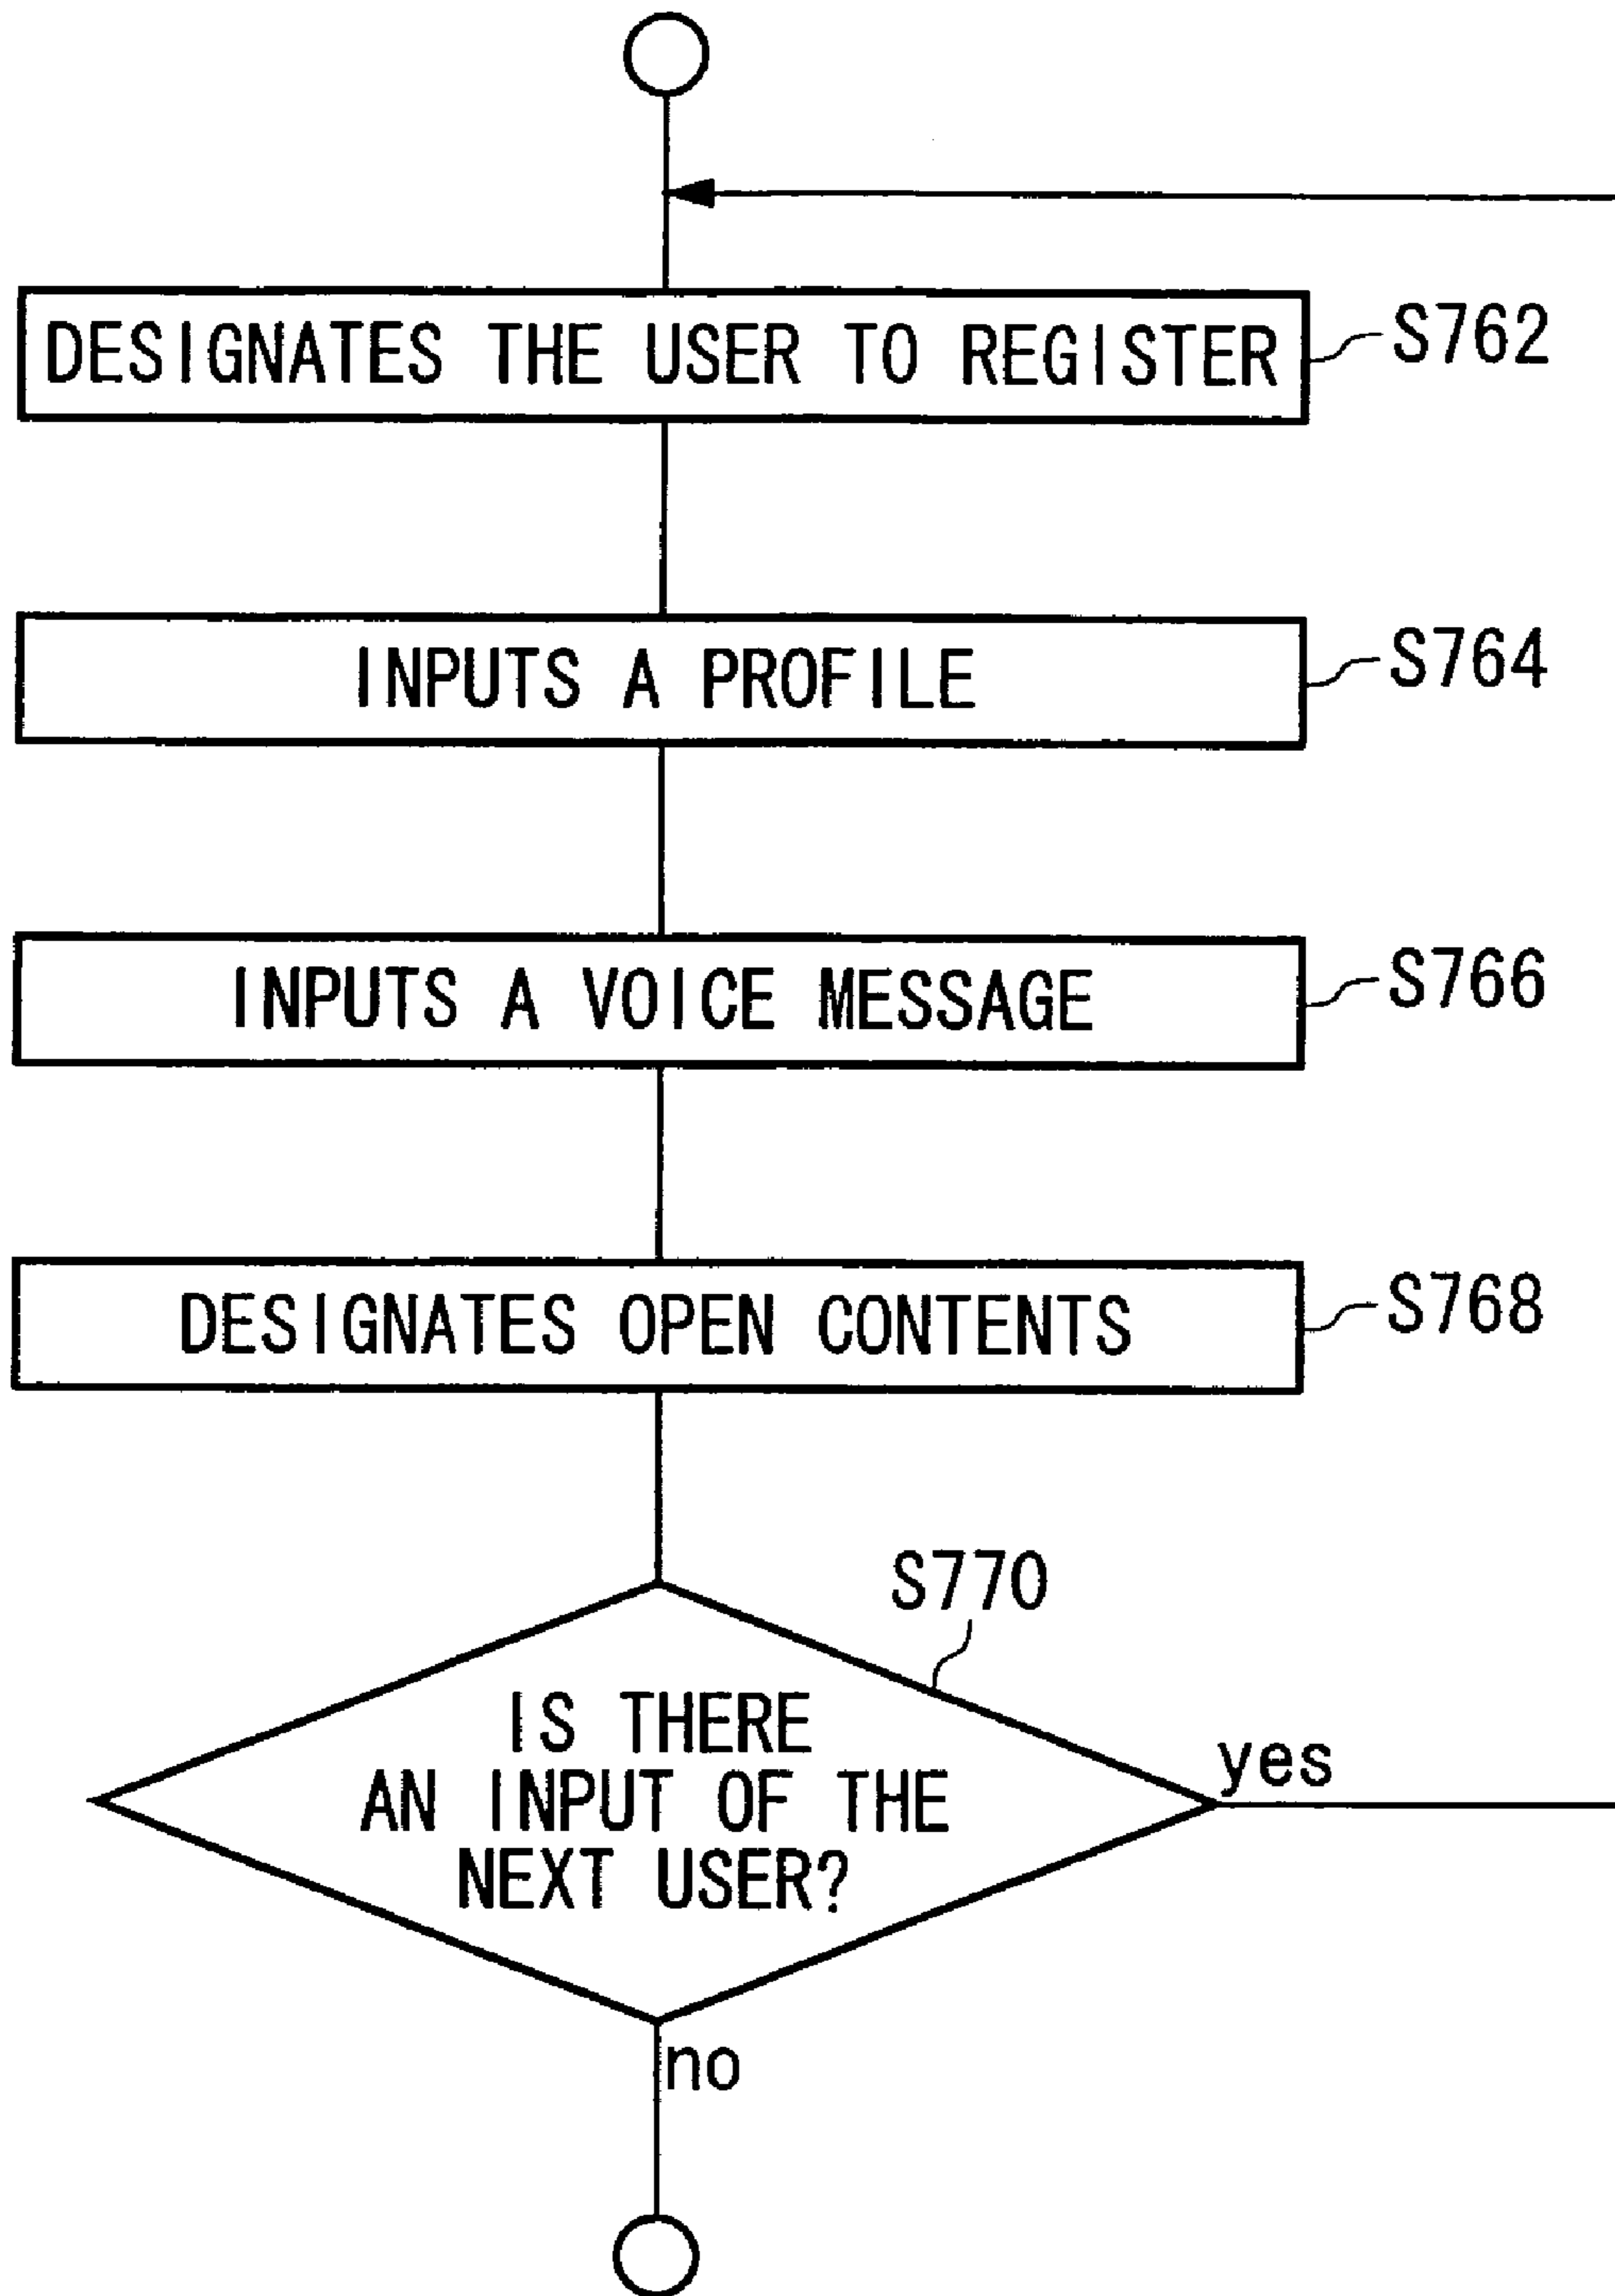 DESIGNATES THE USER TO REGISTER
S762
INPUTS A PROFILE
S764
INPUTS A VOICE MESSAGE
S766
DESIGNATES OPEN CONTENTS
S768
S770
IS THERE
AN INPUT OF THE
NEXT USER?
yes
no